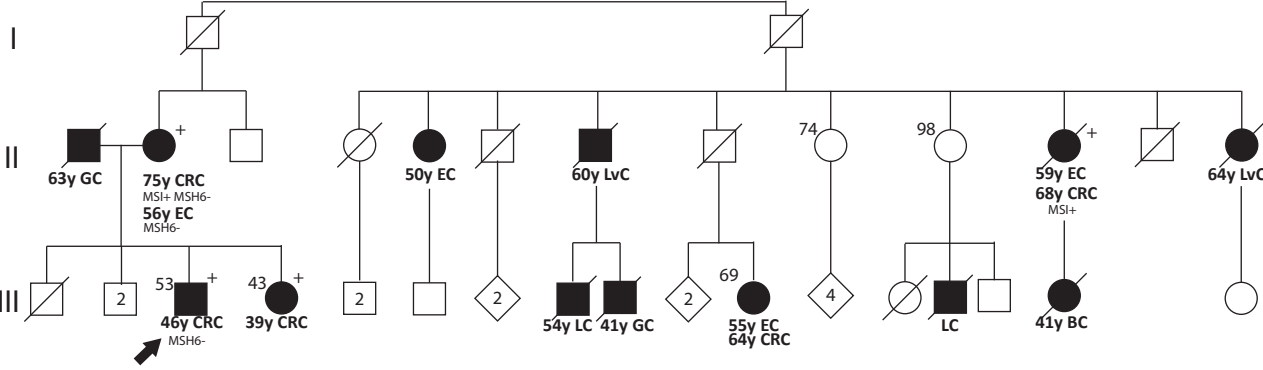 I
II
+
74
98
+
63y GC
75y CRC
MSI+ MSH6-
56y EC
MSH6-
50y EC
60y LvC
59y EC
68y CRC
MSI+
64y LvC
III
2
53
+
46y CRC
MSH6-
43
+
39y CRC
2
2
54y LC
41y GC
2
69
55y EC
64y CRC
4
LC
41y BC